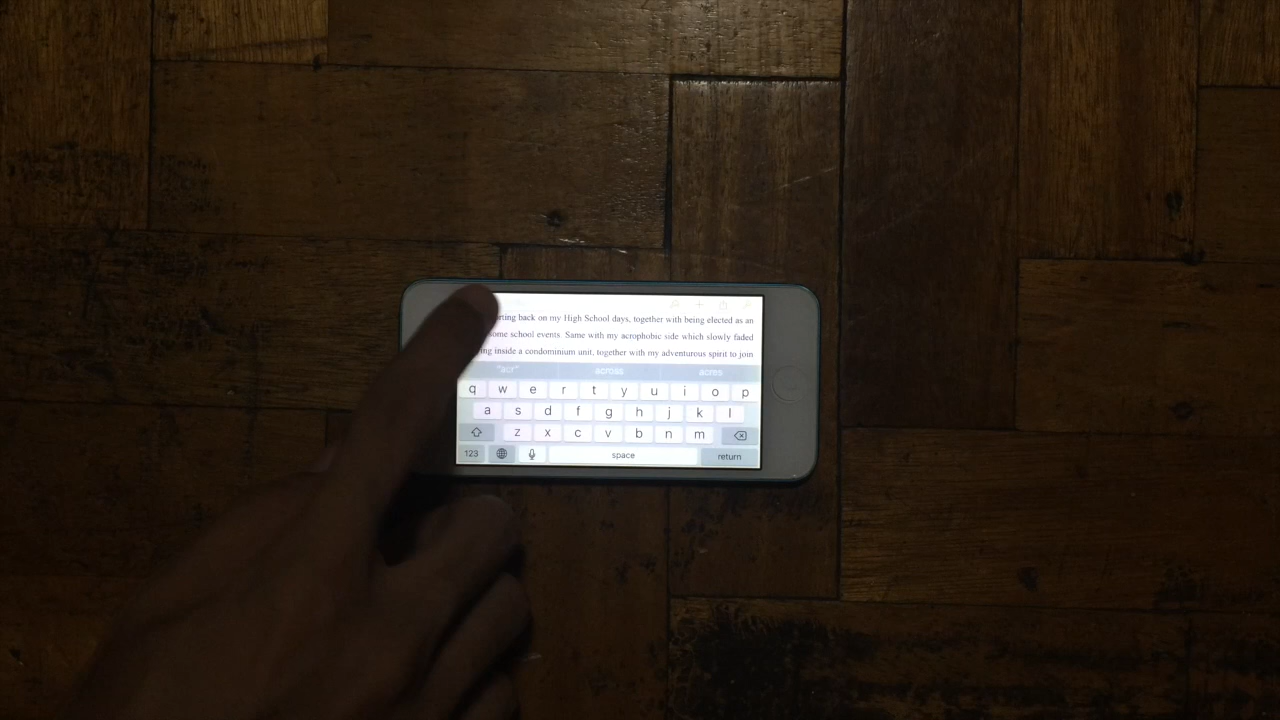 rting back on my High School days, together with being elected as an
some school events. Same with my acrophobic side which slowly faded
ing inside a condominium unit, together with my adventurous spirit to join
"acr" across acres
q w e r t y u i o p
a s d f g h j k l
z x c v b n m
123 space return